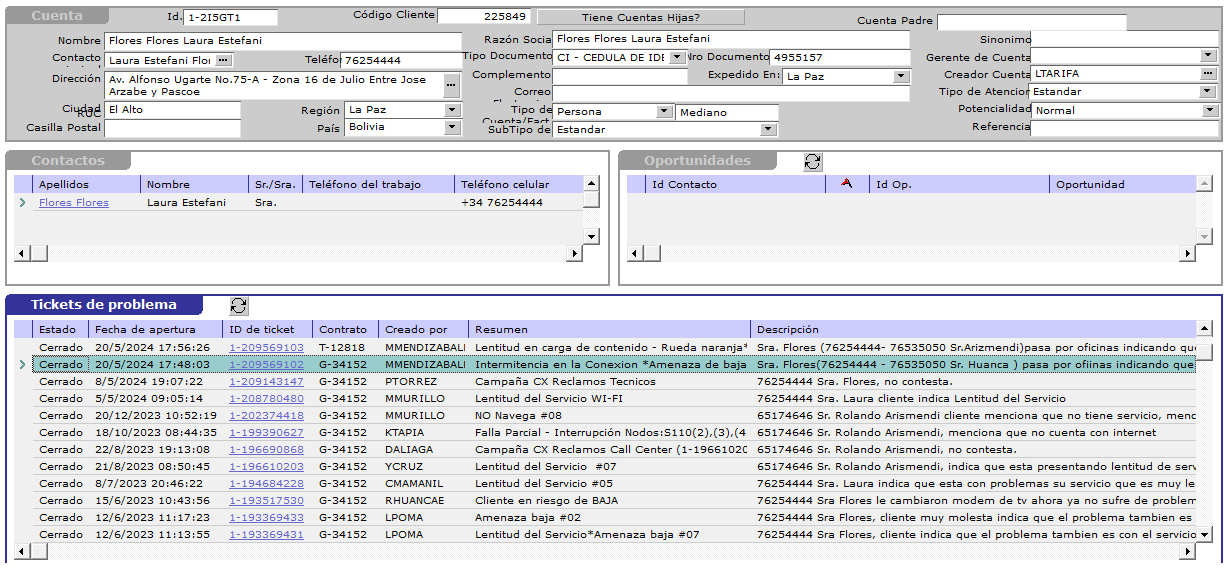 Cuenta Id. 1-2I5GT1 Código Cliente 225849 Tiene Cuentas Hijas? Cuenta Padre
Nombre Flores Flores Laura Estefani Razón Socia Flores Flores Laura Estefani Sinonimo
Contacto Laura Estefani Flor Teléfor 76254444 Tipo Documento CI - CEDULA DE IDE Nro Documento 4955157 Gerente de Cuenta
Dirección Av. Alfonso Ugarte No.75-A - Zona 16 de Julio Entre Jose Arzabe y Pascoe Complemento Expedido En: La Paz Creador Cuenta LTARIFA
Correo Tipo de Atencior Estandar
Ciudad El Alto Región La Paz Tipo de Persona Mediano Potencialidad Normal
RUC Cuenta/Fact
Casilla Postal País Bolivia SubTipo de Estandar Referencia
Contactos
Apellidos Nombre Sr./Sra. Teléfono del trabajo Teléfono celular
Flores Flores Laura Estefani Sra. +34 76254444
Oportunidades
Id Contacto Id Op. Oportunidad
Tickets de problema
Estado Fecha de apertura ID de ticket Contrato Creado por Resumen Descripción
Cerrado 20/5/2024 17:56:26 1-209569103 T-12818 MMENDIZABALI Lentitud en carga de contenido - Rueda naranja* Sra. Flores (76254444- 76535050 Sr.Arizmendi)pasa por oficinas indicando que
Cerrado 20/5/2024 17:48:03 1-209569102 G-34152 MMENDIZABALI Intermitencia en la Conexion *Amenaza de baja Sra. Flores(76254444 - 76535050 Sr. Huanca ) pasa por ofiinas indicando que
Cerrado 8/5/2024 19:07:22 1-209143147 G-34152 PTORREZ Campaña CX Reclamos Tecnicos 76254444 Sra. Flores, no contesta.
Cerrado 5/5/2024 09:05:14 1-208780480 G-34152 MMURILLO Lentitud del Servicio WI-FI 76254444 Sra. Laura cliente indica Lentitud del Servicio
Cerrado 20/12/2023 10:52:19 1-202374418 G-34152 MMURILLO NO Navega #08 65174646 Sr. Rolando Arismendi cliente menciona que no tiene servicio, menc
Cerrado 18/10/2023 08:44:35 1-199390627 G-34152 KTAPIA Falla Parcial - Interrupción Nodos:S110(2),(3),(4 65174646 Sr. Rolando Arismendi, menciona que no cuenta con internet
Cerrado 22/8/2023 19:13:08 1-196690868 G-34152 DALIAGA Campaña CX Reclamos Call Center (1-19661020 65174646 Sr. Rolando Arismendi, no contesta.
Cerrado 21/8/2023 08:50:45 1-196610203 G-34152 YCRUZ Lentitud del Servicio #07 65174646 Sr. Rolando Arismendi, indica que esta presentando lentitud de serv
Cerrado 8/7/2023 20:46:22 1-194684228 G-34152 CMAMANIL Lentitud del Servicio #05 76254444 Sra. Laura indica que esta con problemas su servicio que es muy le
Cerrado 15/6/2023 10:43:56 1-193517530 G-34152 RHUANCAE Cliente en riesgo de BAJA 76254444 Sra Flores le cambiaron modem de tv ahora ya no sufre de problem
Cerrado 12/6/2023 11:17:23 1-193369433 G-34152 LPOMA Amenaza baja #02 76254444 Sra Flores, cliente muy molesta indica que el problema tambien es
Cerrado 12/6/2023 11:13:55 1-193369431 G-34152 LPOMA Lentitud del Servicio*Amenaza baja #07 76254444 Sra Flores, cliente indica que el problema tambien es con el servicio